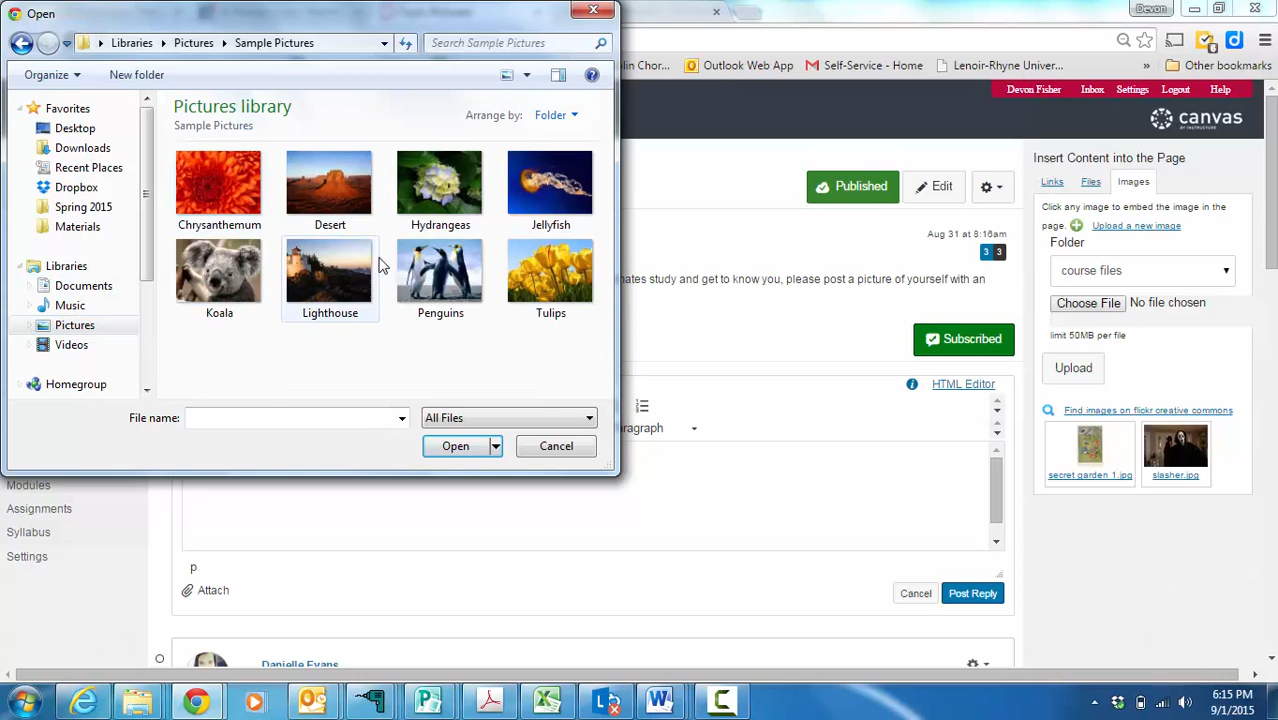 Open
Devon
Libraries
Pictures
Sample Pictures
Search Sample Pictures
Chor...
Outlook Web App
Self-Service - Home
Lenoir-Rhyne Univer...
»
Other bookmarks
Organize
New folder
Devon Fisher
Inbox
Settings
Logout
Help
canvas
BY INSTRUCTURE
Favorites
Desktop
Downloads
Recent Places
Dropbox
Spring 2015
Materials
Libraries
Documents
Music
Pictures
Videos
Homegroup
Pictures library
Sample Pictures
Arrange by:
Folder
Chrysanthemum
Desert
Hydrangeas
Jellyfish
Koala
Lighthouse
Penguins
Tulips
File name:
All Files
Open
Cancel
Published
Edit
Aug 31 at 8:16am
3
3
mates study and get to know you, please post a picture of yourself with an
Subscribed
HTML Editor
aragraph
p
Attach
Cancel
Post Reply
Danielle Evans
Modules
Assignments
Syllabus
Settings
Insert Content into the Page
Links
Files
Images
Click any image to embed the image in the
page.
Upload a new image
Folder
course files
Choose File
No file chosen
limit 50MB per file
Upload
Find images on flickr creative commons
secret garden 1.jpg
slasher.jpg
6:15 PM
9/1/2015